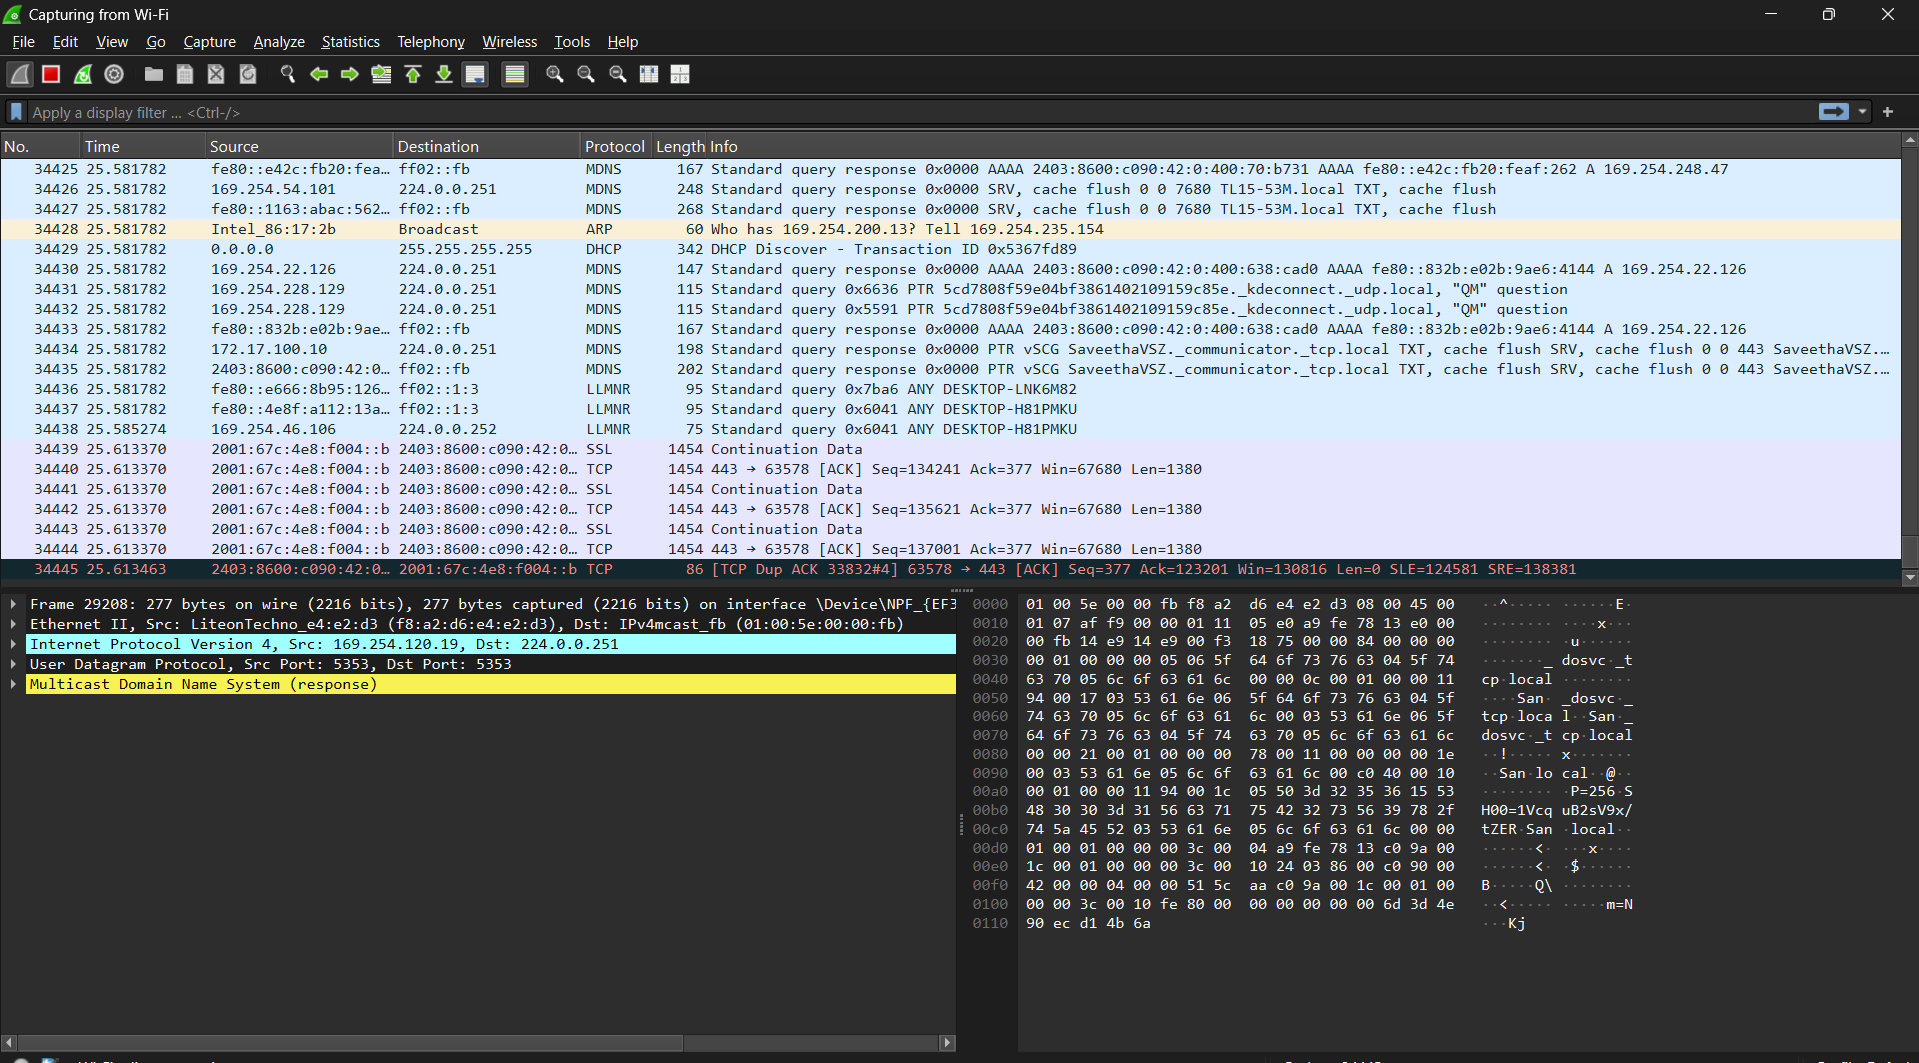 Capturing from Wi-Fi
File Edit View Go Capture Analyze Statistics Telephony Wireless Tools Help
Apply a display filter ... <Ctrl-/>
No. Time Source Destination Protocol Length Info
34425 25.581782 fe80::e42c:fb20:fea… ff02::fb MDNS 167 Standard query response 0x0000 AAAA 2403:8600:c090:42:0:400:70:b731 AAAA fe80::e42c:fb20:feaf:262 A 169.254.248.47
34426 25.581782 169.254.54.101 224.0.0.251 MDNS 248 Standard query response 0x0000 SRV, cache flush 0 0 7680 TL15-53M.local TXT, cache flush
34427 25.581782 fe80::1163:abac:562… ff02::fb MDNS 268 Standard query response 0x0000 SRV, cache flush 0 0 7680 TL15-53M.local TXT, cache flush
34428 25.581782 Intel_86:17:2b Broadcast ARP 60 Who has 169.254.200.13? Tell 169.254.235.154
34429 25.581782 0.0.0.0 255.255.255.255 DHCP 342 DHCP Discover - Transaction ID 0x5367fd89
34430 25.581782 169.254.22.126 224.0.0.251 MDNS 147 Standard query response 0x0000 AAAA 2403:8600:c090:42:0:400:638:cad0 AAAA fe80::832b:e02b:9ae6:4144 A 169.254.22.126
34431 25.581782 169.254.228.129 224.0.0.251 MDNS 115 Standard query 0x6636 PTR 5cd7808f59e04bf3861402109159c85e._kdeconnect._udp.local, "QM" question
34432 25.581782 169.254.228.129 224.0.0.251 MDNS 115 Standard query 0x5591 PTR 5cd7808f59e04bf3861402109159c85e._kdeconnect._udp.local, "QM" question
34433 25.581782 fe80::832b:e02b:9ae… ff02::fb MDNS 167 Standard query response 0x0000 AAAA 2403:8600:c090:42:0:400:638:cad0 AAAA fe80::832b:e02b:9ae6:4144 A 169.254.22.126
34434 25.581782 172.17.100.10 224.0.0.251 MDNS 198 Standard query response 0x0000 PTR vSCG SaveethaVSZ._communicator._tcp.local TXT, cache flush SRV, cache flush 0 0 443 SaveethaVSZ.…
34435 25.581782 2403:8600:c090:42:0… ff02::fb MDNS 202 Standard query response 0x0000 PTR vSCG SaveethaVSZ._communicator._tcp.local TXT, cache flush SRV, cache flush 0 0 443 SaveethaVSZ.…
34436 25.581782 fe80::e666:8b95:126… ff02::1:3 LLMNR 95 Standard query 0x7ba6 ANY DESKTOP-LNK6M82
34437 25.581782 fe80::4e8f:a112:13a… ff02::1:3 LLMNR 95 Standard query 0x6041 ANY DESKTOP-H81PMKU
34438 25.585274 169.254.46.106 224.0.0.252 LLMNR 75 Standard query 0x6041 ANY DESKTOP-H81PMKU
34439 25.613370 2001:67c:4e8:f004::b 2403:8600:c090:42:0… SSL 1454 Continuation Data
34440 25.613370 2001:67c:4e8:f004::b 2403:8600:c090:42:0… TCP 1454 443 → 63578 [ACK] Seq=134241 Ack=377 Win=67680 Len=1380
34441 25.613370 2001:67c:4e8:f004::b 2403:8600:c090:42:0… SSL 1454 Continuation Data
34442 25.613370 2001:67c:4e8:f004::b 2403:8600:c090:42:0… TCP 1454 443 → 63578 [ACK] Seq=135621 Ack=377 Win=67680 Len=1380
34443 25.613370 2001:67c:4e8:f004::b 2403:8600:c090:42:0… SSL 1454 Continuation Data
34444 25.613370 2001:67c:4e8:f004::b 2403:8600:c090:42:0… TCP 1454 443 → 63578 [ACK] Seq=137001 Ack=377 Win=67680 Len=1380
34445 25.613463 2403:8600:c090:42:0… 2001:67c:4e8:f004::b TCP 86 [TCP Dup ACK 33832#4] 63578 → 443 [ACK] Seq=377 Ack=123201 Win=130816 Len=0 SLE=124581 SRE=138381
Frame 29208: 277 bytes on wire (2216 bits), 277 bytes captured (2216 bits) on interface \Device\NPF_{EF3
Ethernet II, Src: LiteonTechno_e4:e2:d3 (f8:a2:d6:e4:e2:d3), Dst: IPv4mcast_fb (01:00:5e:00:00:fb)
Internet Protocol Version 4, Src: 169.254.120.19, Dst: 224.0.0.251
User Datagram Protocol, Src Port: 5353, Dst Port: 5353
Multicast Domain Name System (response)
0000 01 00 5e 00 00 fb f8 a2 d6 e4 e2 d3 08 00 45 00 ··^····· ······E·
0010 01 07 af f9 00 00 01 11 05 e0 a9 fe 78 13 e0 00 ········ ····x···
0020 00 fb 14 e9 14 e9 00 f3 18 75 00 00 84 00 00 00 ········ ·u······
0030 00 01 00 00 00 05 06 5f 64 6f 73 76 63 04 5f 74 ·······_ dosvc·_t
0040 63 70 05 6c 6f 63 61 6c 00 00 0c 00 01 00 00 11 cp·local ········
0050 94 00 17 03 53 61 6e 06 5f 64 6f 73 76 63 04 5f ····San· _dosvc·_
0060 74 63 70 05 6c 6f 63 61 6c 00 03 53 61 6e 06 5f tcp·loca l··San·_
0070 64 6f 73 76 63 04 5f 74 63 70 05 6c 6f 63 61 6c dosvc·_t cp·local
0080 00 00 21 00 01 00 00 00 78 00 11 00 00 00 00 1e ··!····· x·······
0090 00 03 53 61 6e 05 6c 6f 63 61 6c 00 c0 40 00 10 ··San·lo cal··@··
00a0 00 01 00 00 11 94 00 1c 05 50 3d 32 35 36 15 53 ········ ·P=256·S
00b0 48 30 30 3d 31 56 63 71 75 42 32 73 56 39 78 2f H00=1Vcq uB2sV9x/
00c0 74 5a 45 52 03 53 61 6e 05 6c 6f 63 61 6c 00 00 tZER·San ·local··
00d0 01 00 01 00 00 00 3c 00 04 a9 fe 78 13 c0 9a 00 ······<· ···x····
00e0 1c 00 01 00 00 00 3c 00 10 24 03 86 00 c0 90 00 ······<· ·$······
00f0 42 00 00 04 00 00 51 5c aa c0 9a 00 1c 00 01 00 B·····Q\ ········
0100 00 00 3c 00 10 fe 80 00 00 00 00 00 00 6d 3d 4e ··<····· ·····m=N
0110 90 ec d1 4b 6a ···Kj